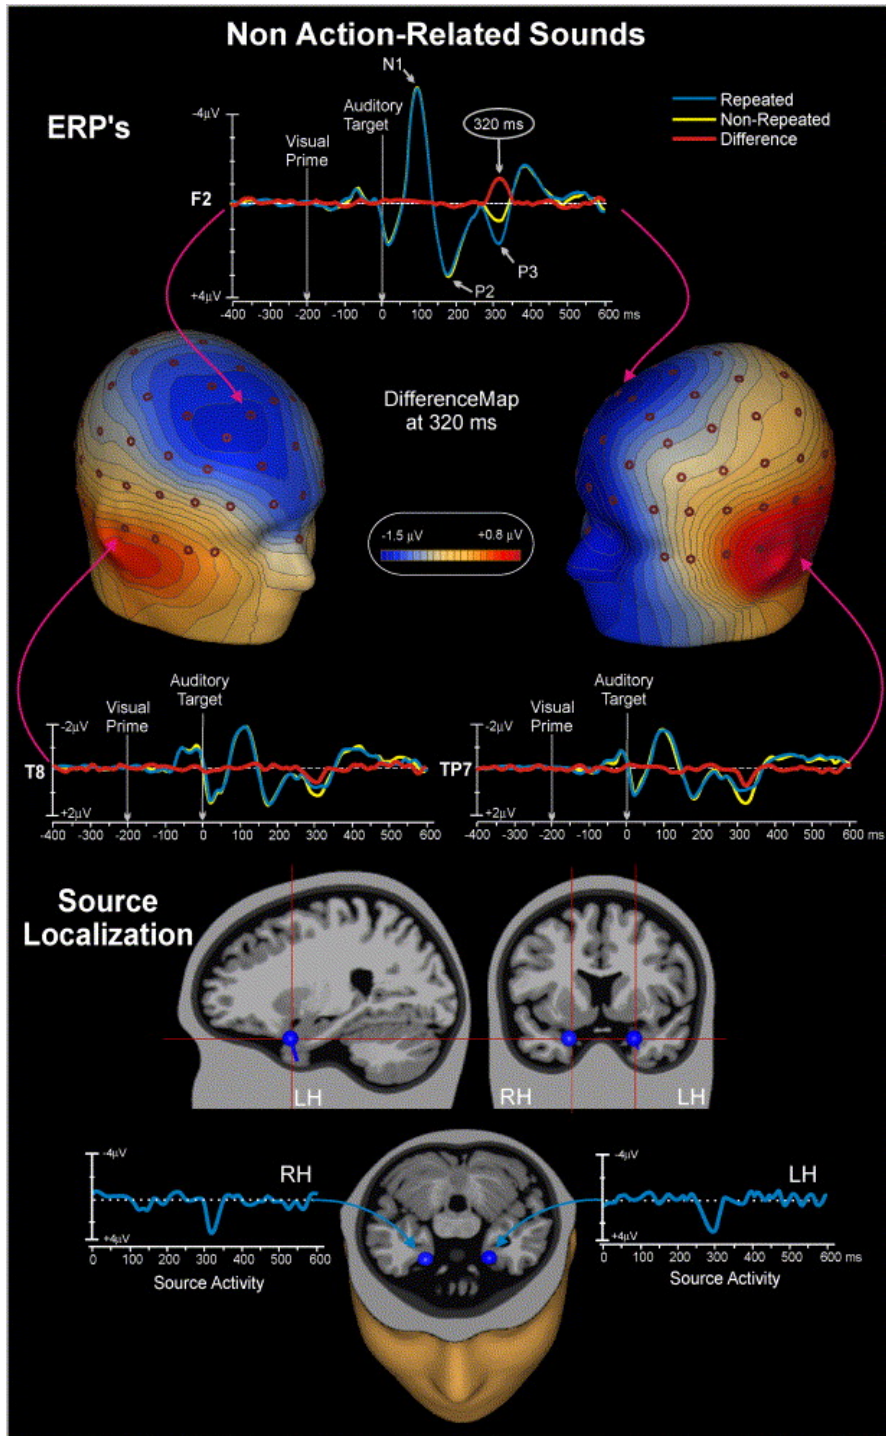 Non Action-Related Sounds
ERP's
N1
-4µV
Auditory
Target
320 ms
Visual
Prime
Repeated
Non-Repeated
Difference
F2
P3
P2
+4µV
-400 -300 -200 -100 0 100 200 300 400 500 600 ms
DifferenceMap
at 320 ms
-1.5 µV +0.8 µV
Auditory
Target
Visual
Prime
-2µV
T8
+2µV
-400 -300 -200 -100 0 100 200 300 400 500 600
Auditory
Target
Visual
Prime
-2µV
TP7
+2µV
-400 -300 -200 -100 0 100 200 300 400 500 600 ms
Source
Localization
LH
RH LH
-4µV
RH
+4µV
0 100 200 300 400 500 600
Source Activity
-4µV
LH
+4µV
0 100 200 300 400 500 600 ms
Source Activity